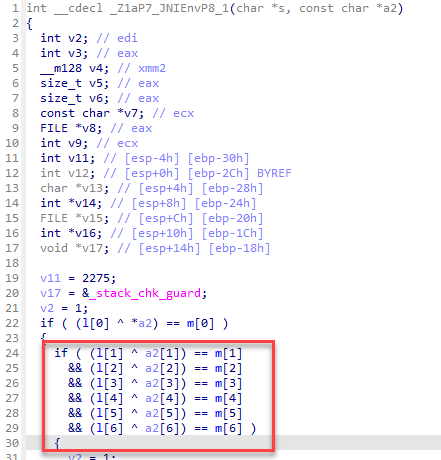 1 int __cdecl _Z1aP7_JNIEnvP8_1(char *s, const char *a2)
2 {
3 int v2; // edi
4 int v3; // eax
5 __m128 v4; // xmm2
6 size_t v5; // eax
7 size_t v6; // eax
8 const char *v7; // ecx
9 FILE *v8; // eax
10 int v9; // ecx
11 int v11; // [esp-4h] [ebp-30h]
12 int v12; // [esp+0h] [ebp-2Ch] BYREF
13 char *v13; // [esp+4h] [ebp-28h]
14 int *v14; // [esp+8h] [ebp-24h]
15 FILE *v15; // [esp+Ch] [ebp-20h]
16 int *v16; // [esp+10h] [ebp-1Ch]
17 void *v17; // [esp+14h] [ebp-18h]
18
19 v11 = 2275;
20 v17 = &_stack_chk_guard;
21 v2 = 1;
22 if ( (l[0] ^ *a2) == m[0] )
23 {
24 if ( (l[1] ^ a2[1]) == m[1]
25 && (l[2] ^ a2[2]) == m[2]
26 && (l[3] ^ a2[3]) == m[3]
27 && (l[4] ^ a2[4]) == m[4]
28 && (l[5] ^ a2[5]) == m[5]
29 && (l[6] ^ a2[6]) == m[6] )
30 {
31 v2 = 1;